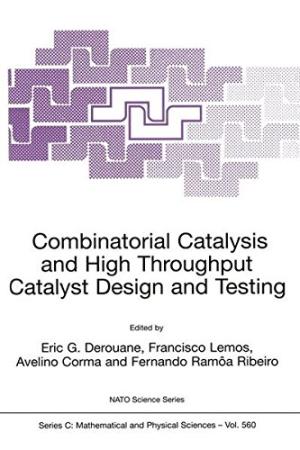 Combinatorial Catalysis
and High Throughput
Catalyst Design and Testing
Edited by
Eric G. Derouane, Francisco Lemos,
Avelino Corma and Fernando Ramôa Ribeiro
NATO Science Series
Series C: Mathematical and Physical Sciences – Vol. 560